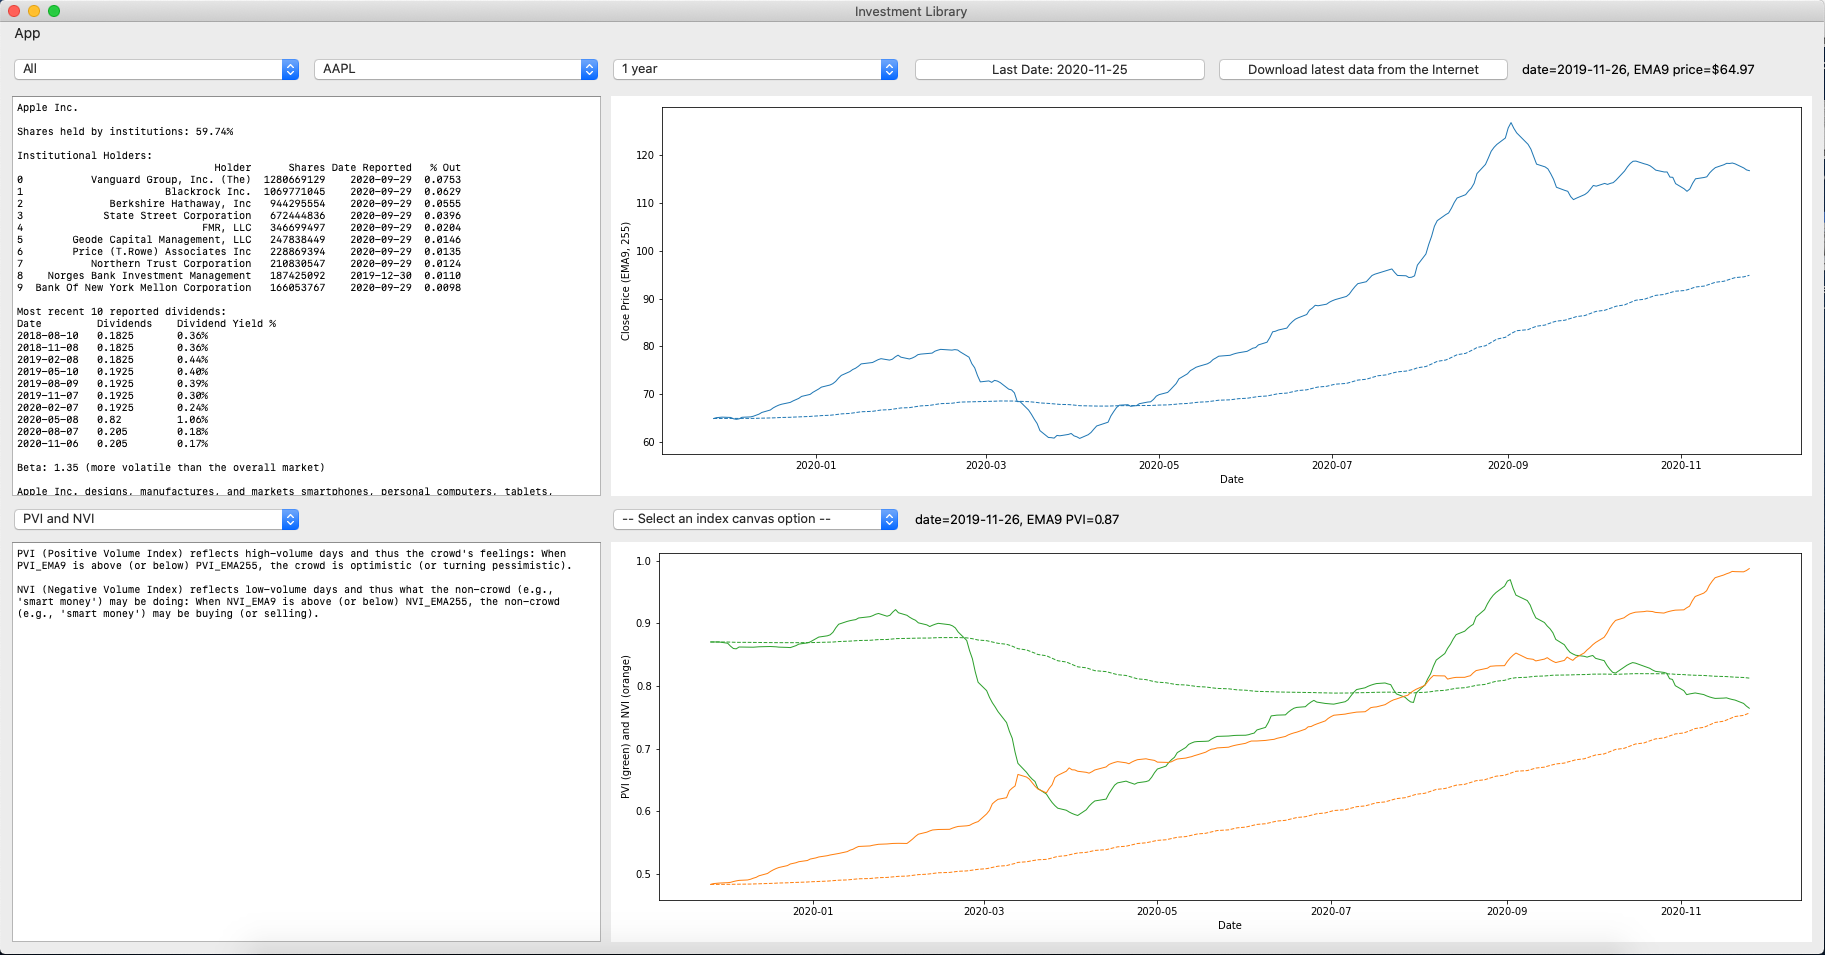 Investment Library
App
All
AAPL
1 year
Last Date: 2020-11-25
Download latest data from the Internet
date=2019-11-26, EMA9 price=$64.97
Apple Inc.
Shares held by institutions: 59.74%
Institutional Holders:
Holder Shares Date Reported % Out
0 Vanguard Group, Inc. (The) 1280669129 2020-09-29 0.0753
1 Blackrock Inc. 1069771045 2020-09-29 0.0629
2 Berkshire Hathaway, Inc 944295554 2020-09-29 0.0555
3 State Street Corporation 672444836 2020-09-29 0.0396
4 FMR, LLC 346699497 2020-09-29 0.0204
5 Geode Capital Management, LLC 247838449 2020-09-29 0.0146
6 Price (T.Rowe) Associates Inc 228869394 2020-09-29 0.0135
7 Northern Trust Corporation 210830547 2020-09-29 0.0124
8 Norges Bank Investment Management 187425092 2019-12-30 0.0110
9 Bank Of New York Mellon Corporation 166053767 2020-09-29 0.0098
Most recent 10 reported dividends:
Date Dividends Dividend Yield %
2018-08-10 0.1825 0.36%
2018-11-08 0.1825 0.36%
2019-02-08 0.1825 0.44%
2019-05-10 0.1925 0.40%
2019-08-09 0.1925 0.39%
2019-11-07 0.1925 0.30%
2020-02-07 0.1925 0.24%
2020-05-08 0.82 1.06%
2020-08-07 0.205 0.18%
2020-11-06 0.205 0.17%
Beta: 1.35 (more volatile than the overall market)
Apple Inc. designs, manufactures, and markets smartphones, personal computers, tablets,
Close Price (EMA9, 255)
120
110
100
90
80
70
60
2020-01
2020-03
2020-05
2020-07
2020-09
2020-11
Date
PVI and NVI
-- Select an index canvas option --
date=2019-11-26, EMA9 PVI=0.87
PVI (Positive Volume Index) reflects high-volume days and thus the crowd's feelings: When
PVI_EMA9 is above (or below) PVI_EMA255, the crowd is optimistic (or turning pessimistic).
NVI (Negative Volume Index) reflects low-volume days and thus what the non-crowd (e.g.,
'smart money') may be doing: When NVI_EMA9 is above (or below) NVI_EMA255, the non-crowd
(e.g., 'smart money') may be buying (or selling).
PVI (green) and NVI (orange)
1.0
0.9
0.8
0.7
0.6
0.5
2020-01
2020-03
2020-05
2020-07
2020-09
2020-11
Date